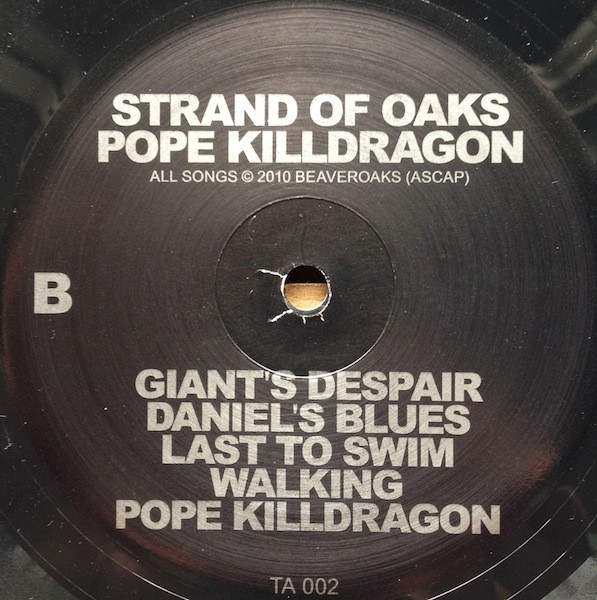 STRAND OF OAKS
POPE KILLDRAGON
ALL SONGS © 2010 BEAVEROAKS (ASCAP)
B
GIANT'S DESPAIR
DANIEL'S BLUES
LAST TO SWIM
WALKING
POPE KILLDRAGON
TA 002